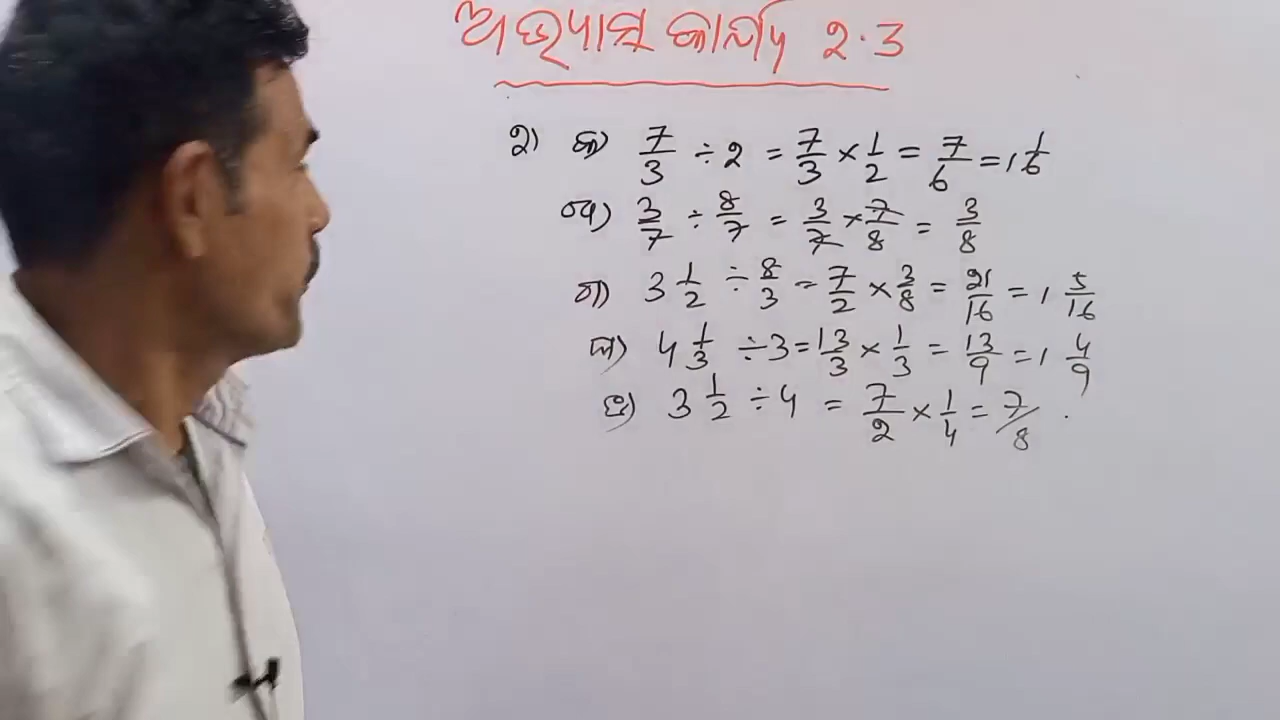 ଅଭ୍ୟାସ କାର୍ଯ୍ୟ 2.3
୨) କ) 7/3 ÷ 2 = 7/3 × 1/2 = 7/6 = 1 1/6
ଖ) 3/7 ÷ 8/7 = 3/7 × 7/8 = 3/8
ଗ) 3 1/2 ÷ 8/3 = 7/2 × 3/8 = 21/16 = 1 5/16
ଘ) 4 1/3 ÷ 3 = 13/3 × 1/3 = 13/9 = 1 4/9
ଙ) 3 1/2 ÷ 4 = 7/2 × 1/4 = 7/8